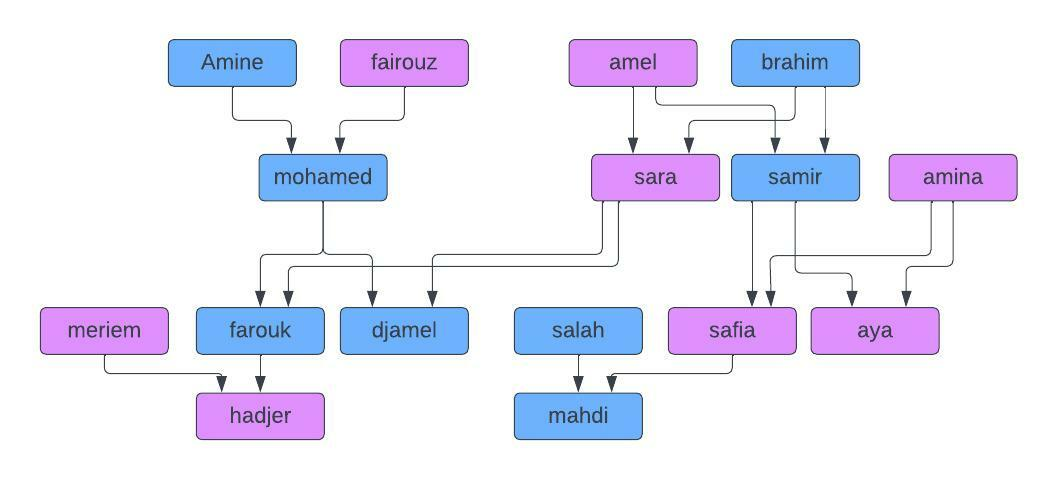 Amine
fairouz
amel
brahim
mohamed
sara
samir
amina
meriem
farouk
djamel
salah
safia
aya
hadjer
mahdi